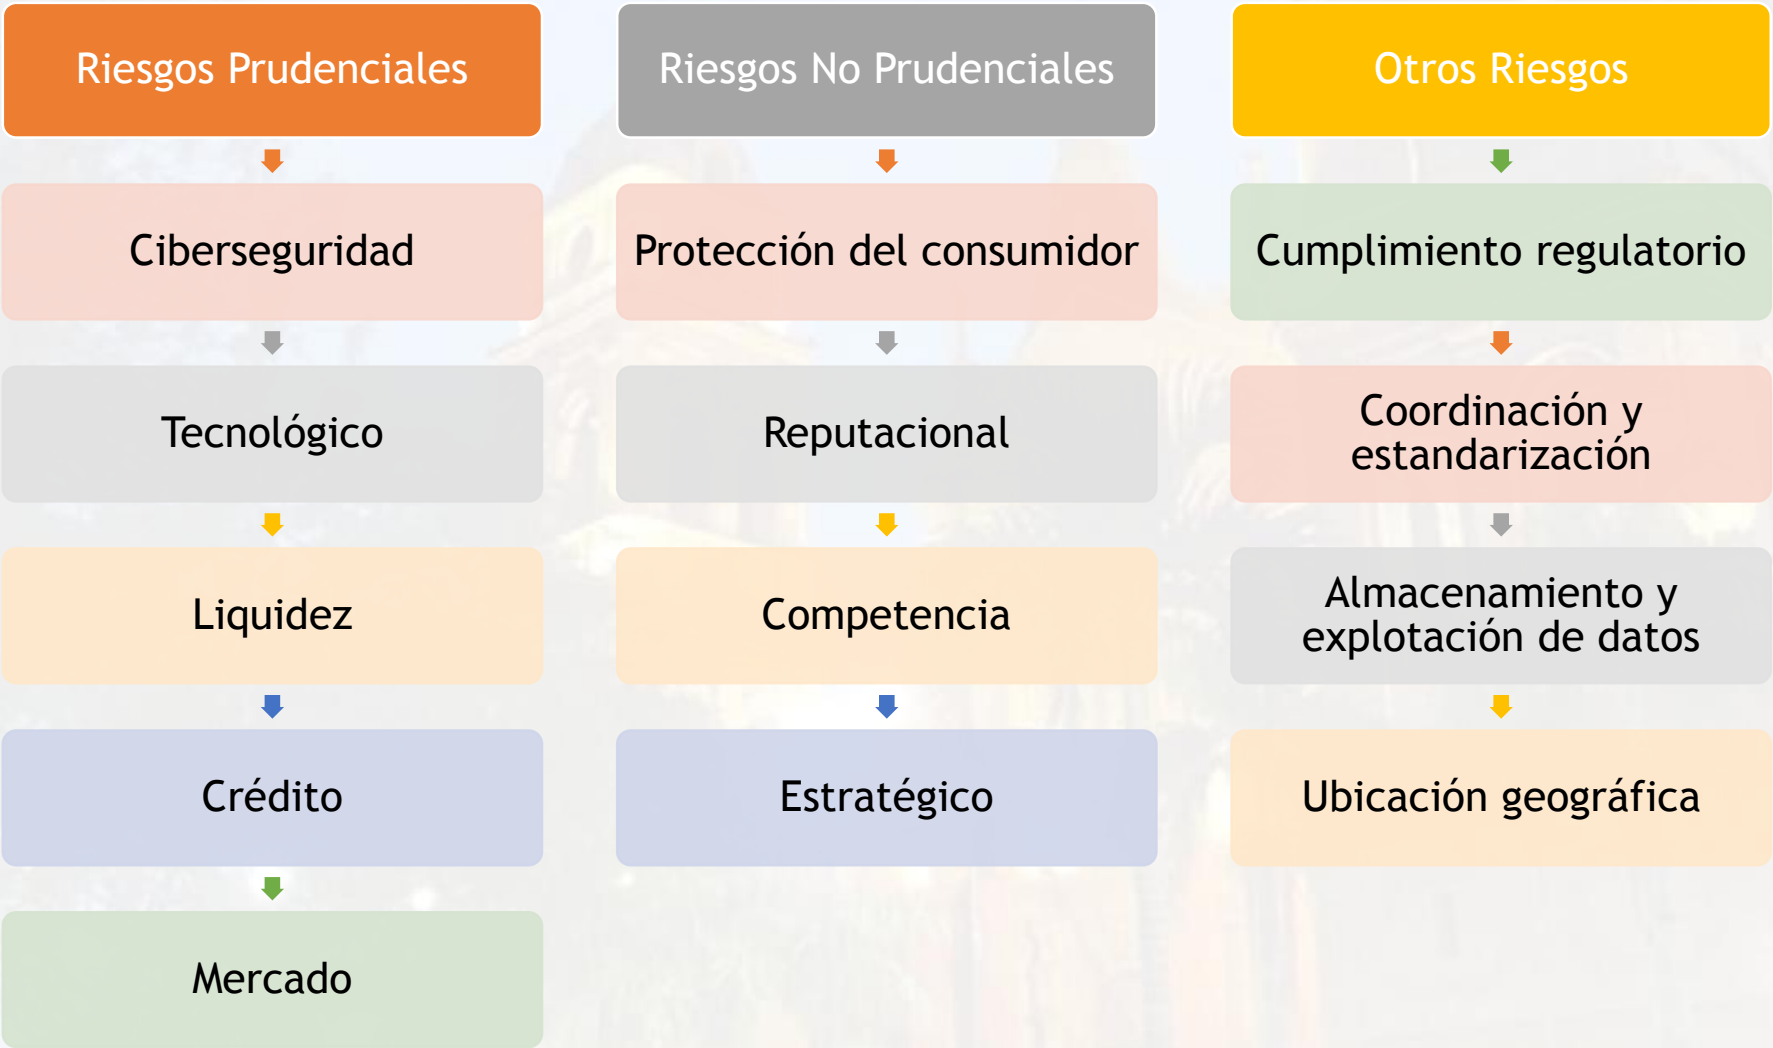 Riesgos Prudenciales
Ciberseguridad
Tecnológico
Liquidez
Crédito
Mercado
Riesgos No Prudenciales
Protección del consumidor
Reputacional
Competencia
Estratégico
Otros Riesgos
Cumplimiento regulatorio
Coordinación y
estandarización
Almacenamiento y
explotación de datos
Ubicación geográfica